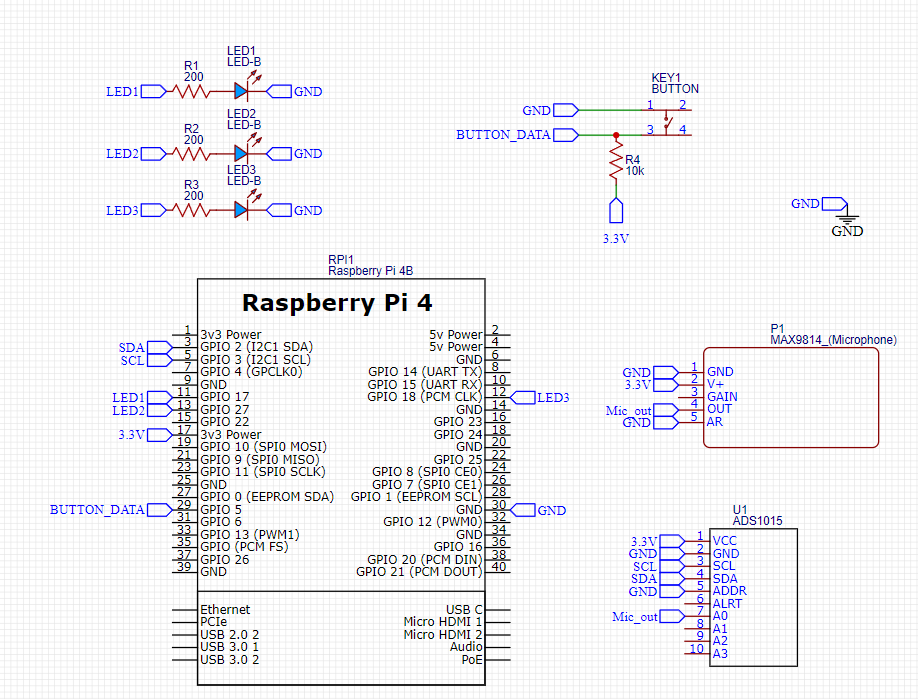 LED1
LED-B
R1
200
LED1
GND
LED2
LED-B
R2
200
LED2
GND
LED3
LED-B
R3
200
LED3
GND
KEY1
BUTTON
GND
1 2
BUTTON_DATA
3 4
R4
10k
3.3V
GND
GND
RPI1
Raspberry Pi 4B
Raspberry Pi 4
1 3v3 Power 5v Power 2
SDA 3 GPIO 2 (I2C1 SDA) 5v Power 4
SCL 5 GPIO 3 (I2C1 SCL) GND 6
7 GPIO 4 (GPCLK0) GPIO 14 (UART TX) 8
9 GND GPIO 15 (UART RX) 10
LED1 11 GPIO 17 GPIO 18 (PCM CLK) 12 LED3
LED2 13 GPIO 27 GND 14
15 GPIO 22 GPIO 23 16
3.3V 17 3v3 Power GPIO 24 18
19 GPIO 10 (SPI0 MOSI) GND 20
21 GPIO 9 (SPI0 MISO) GPIO 25 22
23 GPIO 11 (SPI0 SCLK) GPIO 8 (SPI0 CE0) 24
25 GND GPIO 7 (SPI0 CE1) 26
27 GPIO 0 (EEPROM SDA) GPIO 1 (EEPROM SCL) 28
BUTTON_DATA 29 GPIO 5 GND 30 GND
31 GPIO 6 GPIO 12 (PWM0) 32
33 GPIO 13 (PWM1) GND 34
35 GPIO (PCM FS) GPIO 16 36
37 GPIO 26 GPIO 20 (PCM DIN) 38
39 GND GPIO 21 (PCM DOUT) 40
Ethernet USB C
PCIe Micro HDMI 1
USB 2.0 2 Micro HDMI 2
USB 3.0 1 Audio
USB 3.0 2 PoE
P1
MAX9814_(Microphone)
GND 1 GND
3.3V 2 V+
3 GAIN
Mic_out 4 OUT
GND 5 AR
U1
ADS1015
3.3V 1 VCC
GND 2 GND
SCL 3 SCL
SDA 4 SDA
GND 5 ADDR
6 ALRT
Mic_out 7 A0
8 A1
9 A2
10 A3